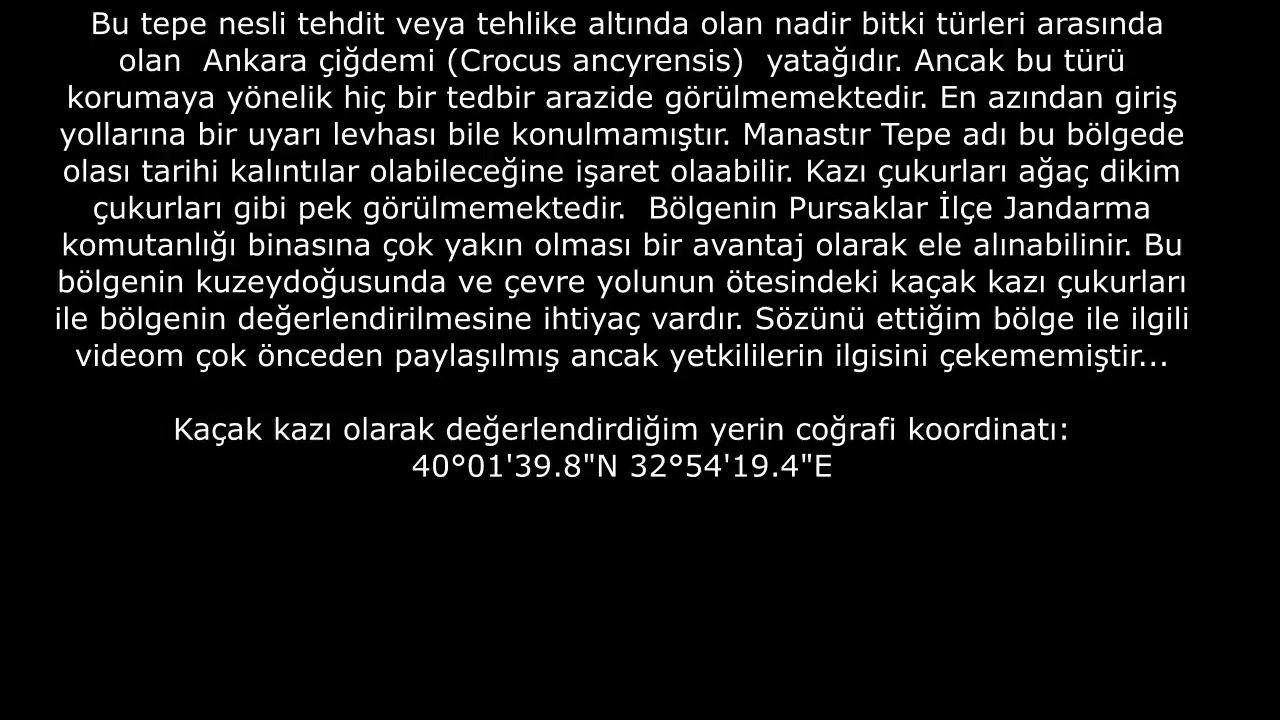 Bu tepe nesli tehdit veya tehlike altında olan nadir bitki türleri arasında
olan  Ankara çiğdemi (Crocus ancyrensis)  yatağıdır. Ancak bu türü
korumaya yönelik hiç bir tedbir arazide görülmemektedir. En azından giriş
yollarına bir uyarı levhası bile konulmamıştır. Manastır Tepe adı bu bölgede
olası tarihi kalıntılar olabileceğine işaret olaabilir. Kazı çukurları ağaç dikim
çukurları gibi pek görülmemektedir.  Bölgenin Pursaklar İlçe Jandarma
komutanlığı binasına çok yakın olması bir avantaj olarak ele alınabilinir. Bu
bölgenin kuzeydoğusunda ve çevre yolunun ötesindeki kaçak kazı çukurları
ile bölgenin değerlendirilmesine ihtiyaç vardır. Sözünü ettiğim bölge ile ilgili
videom çok önceden paylaşılmış ancak yetkililerin ilgisini çekememiştir...
Kaçak kazı olarak değerlendirdiğim yerin coğrafi koordinatı:
40°01'39.8"N 32°54'19.4"E